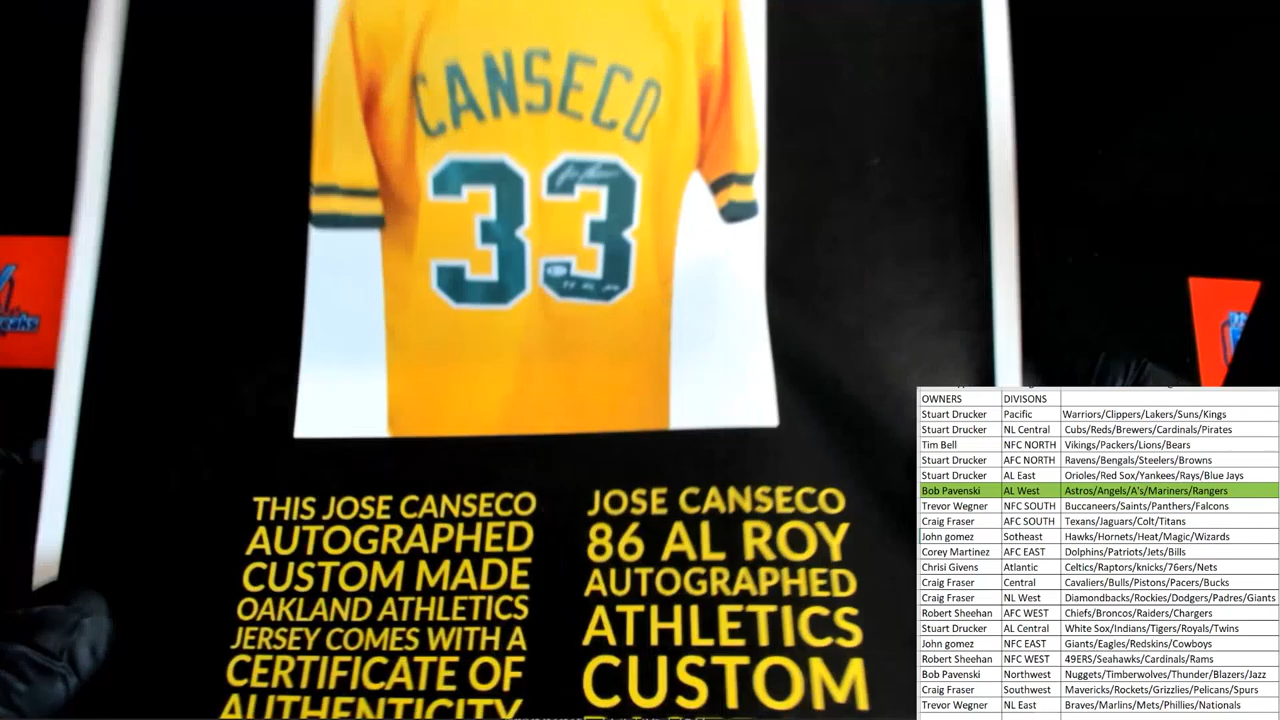 CANSECO
33
THIS JOSE CANSECO
AUTOGRAPHED
CUSTOM MADE
OAKLAND ATHLETICS
JERSEY COMES WITH A
CERTIFICATE OF
AUTHENTICITY
JOSE CANSECO
86 AL ROY
AUTOGRAPHED
ATHLETICS
CUSTOM
OWNERS DIVISONS
Stuart Drucker Pacific Warriors/Clippers/Lakers/Suns/Kings
Stuart Drucker NL Central Cubs/Reds/Brewers/Cardinals/Pirates
Tim Bell NFC NORTH Vikings/Packers/Lions/Bears
Stuart Drucker AFC NORTH Ravens/Bengals/Steelers/Browns
Stuart Drucker AL East Orioles/Red Sox/Yankees/Rays/Blue Jays
Bob Pavenski AL West Astros/Angels/A's/Mariners/Rangers
Trevor Wegner NFC SOUTH Buccaneers/Saints/Panthers/Falcons
Craig Fraser AFC SOUTH Texans/Jaguars/Colt/Titans
John gomez Sotheast Hawks/Hornets/Heat/Magic/Wizards
Corey Martinez AFC EAST Dolphins/Patriots/Jets/Bills
Chrisi Givens Atlantic Celtics/Raptors/knicks/76ers/Nets
Craig Fraser Central Cavaliers/Bulls/Pistons/Pacers/Bucks
Craig Fraser NL West Diamondbacks/Rockies/Dodgers/Padres/Giants
Robert Sheehan AFC WEST Chiefs/Broncos/Raiders/Chargers
Stuart Drucker AL Central White Sox/Indians/Tigers/Royals/Twins
John gomez NFC EAST Giants/Eagles/Redskins/Cowboys
Robert Sheehan NFC WEST 49ERS/Seahawks/Cardinals/Rams
Bob Pavenski Northwest Nuggets/Timberwolves/Thunder/Blazers/Jazz
Craig Fraser Southwest Mavericks/Rockets/Grizzlies/Pelicans/Spurs
Trevor Wegner NL East Braves/Marlins/Mets/Phillies/Nationals